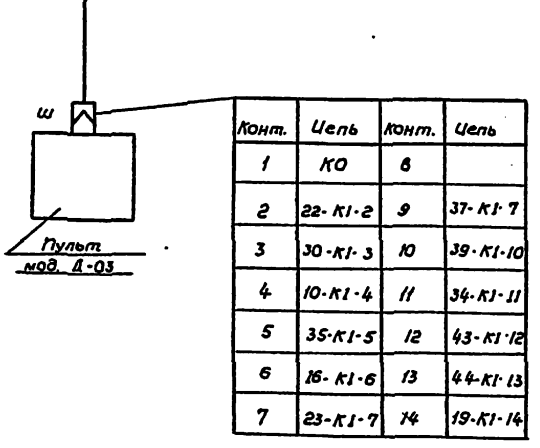 Ш
Пульт
мод. Д-03
Конт. Цепь Конт. Цепь
1 КО 8
2 22-К1-2 9 37-К1-7
3 30-К1-3 10 39-К1-10
4 10-К1-4 11 34-К1-11
5 35-К1-5 12 43-К1-12
6 16-К1-6 13 44-К1-13
7 23-К1-7 14 19-К1-14